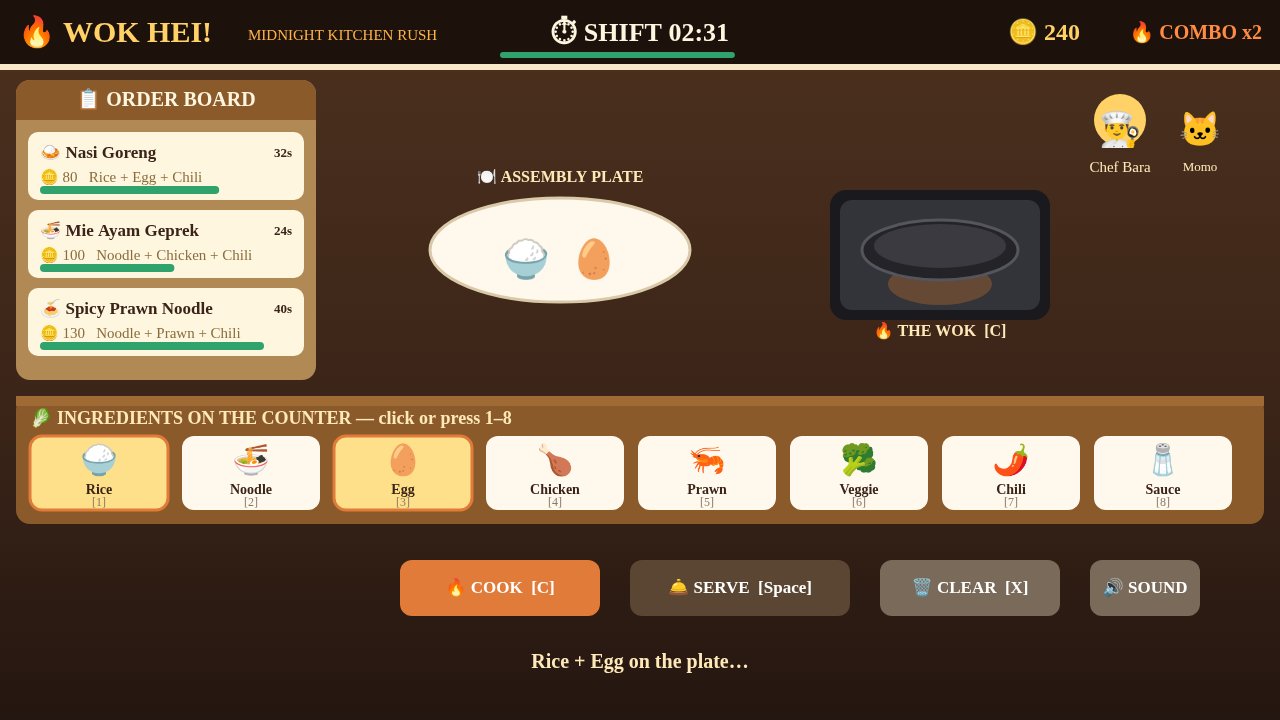 🔥 WOK HEI! MIDNIGHT KITCHEN RUSH ⏱ SHIFT 02:31 🪙 240 🔥 COMBO x2
📋 ORDER BOARD
🍛 Nasi Goreng 32s
🪙 80 Rice + Egg + Chili
🍜 Mie Ayam Geprek 24s
🪙 100 Noodle + Chicken + Chili
🍝 Spicy Prawn Noodle 40s
🪙 130 Noodle + Prawn + Chili
🍽️ ASSEMBLY PLATE
Chef Bara Momo
🔥 THE WOK [C]
🥬 INGREDIENTS ON THE COUNTER — click or press 1–8
Rice Noodle Egg Chicken Prawn Veggie Chili Sauce
[1] [2] [3] [4] [5] [6] [7] [8]
🔥 COOK [C] 🛎️ SERVE [Space] 🗑️ CLEAR [X] 🔊 SOUND
Rice + Egg on the plate…